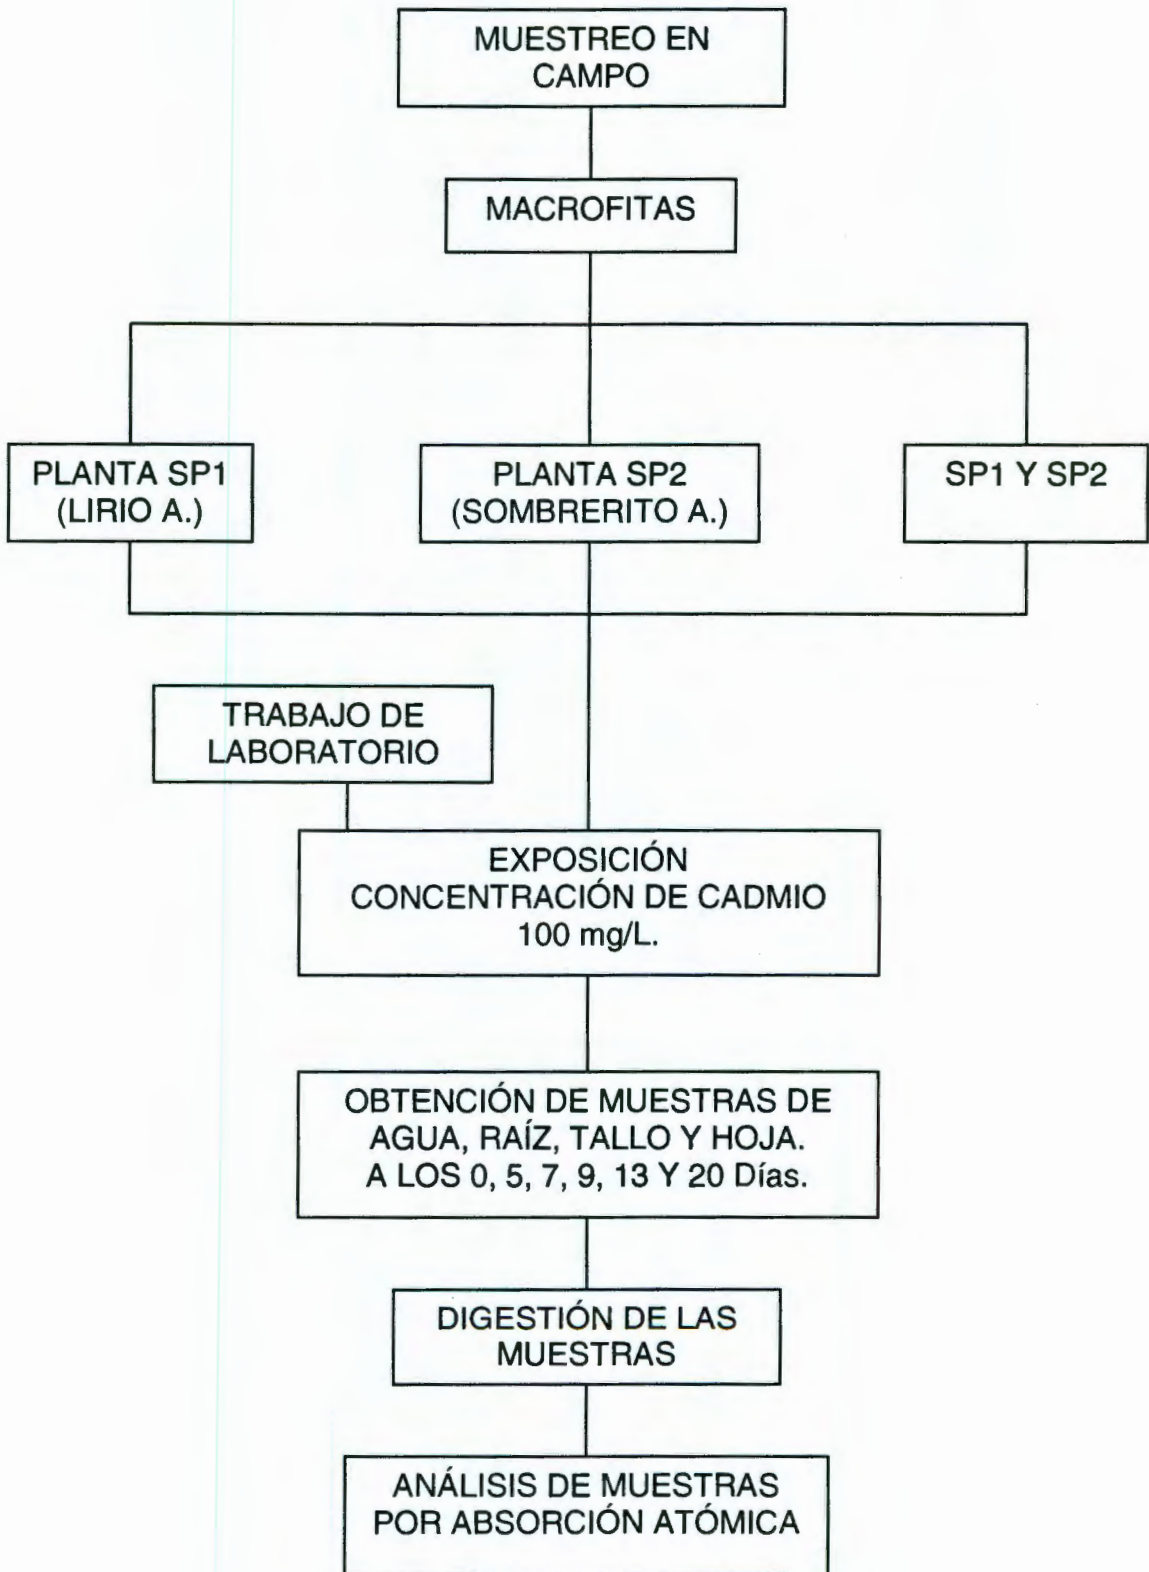 MUESTREO EN
CAMPO
MACROFITAS
PLANTA SP1
(LIRIO A.)
PLANTA SP2
(SOMBRERITO A.)
SP1 Y SP2
TRABAJO DE
LABORATORIO
EXPOSICIÓN
CONCENTRACIÓN DE CADMIO
100 mg/L.
OBTENCIÓN DE MUESTRAS DE
AGUA, RAÍZ, TALLO Y HOJA.
A LOS 0, 5, 7, 9, 13 Y 20 Días.
DIGESTIÓN DE LAS
MUESTRAS
ANÁLISIS DE MUESTRAS
POR ABSORCIÓN ATÓMICA